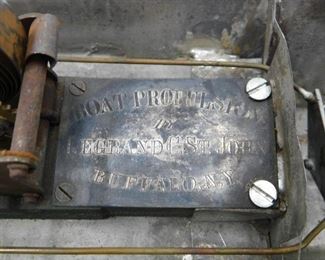 BOAT PROPULSION
BY
LEGRAND C. ST. JOHN
BUFFALO. N.Y.